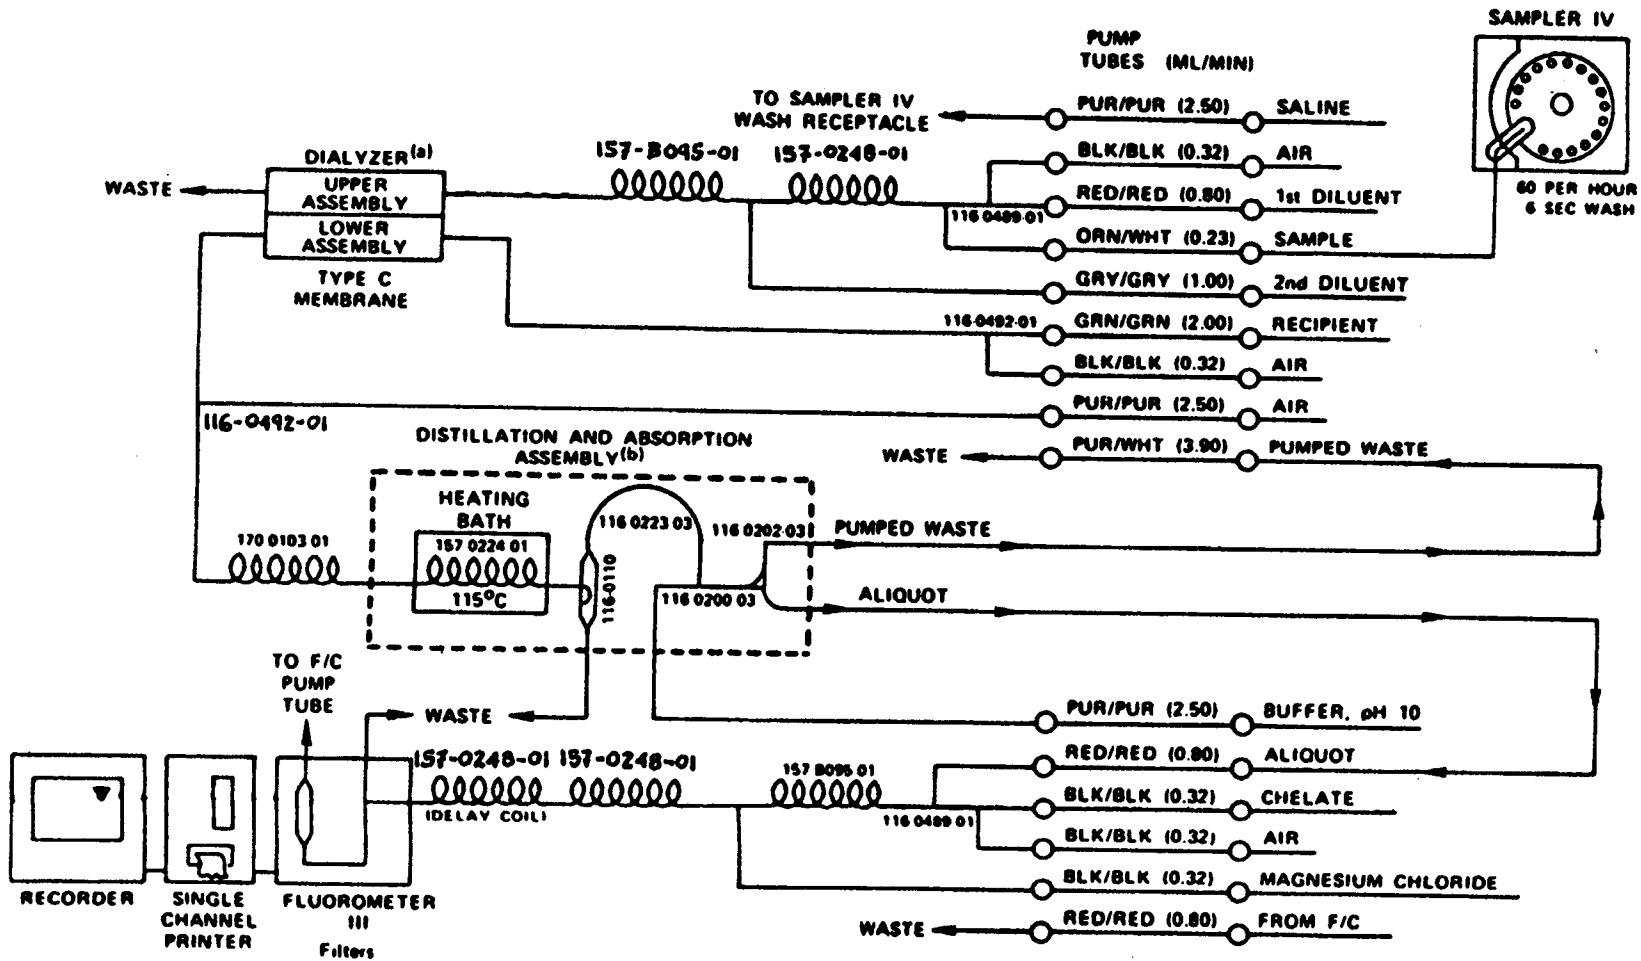 SAMPLER IV
PUMP
TUBES (ML/MIN)
TO SAMPLER IV
WASH RECEPTACLE
PUR/PUR (2.50)
SALINE
157-B095-01
157-0248-01
BLK/BLK (0.32)
AIR
DIALYZER(a)
WASTE
UPPER
ASSEMBLY
60 PER HOUR
6 SEC WASH
116 0489-01
RED/RED (0.80)
1st DILUENT
LOWER
ASSEMBLY
ORN/WHT (0.23)
SAMPLE
TYPE C
MEMBRANE
GRY/GRY (1.00)
2nd DILUENT
116-0492-01
GRN/GRN (2.00)
RECIPIENT
BLK/BLK (0.32)
AIR
PUR/PUR (2.50)
AIR
116-0492-01
DISTILLATION AND ABSORPTION
ASSEMBLY(b)
WASTE
PUR/WHT (3.90)
PUMPED WASTE
HEATING
BATH
116 0223 03
116 0202-03
PUMPED WASTE
170 0103 01
157 0224 01
115°C
116-0110
116 0200 03
ALIQUOT
TO F/C
PUMP
TUBE
WASTE
PUR/PUR (2.50)
BUFFER, pH 10
157-0248-01
157-0248-01
157 B095 01
RED/RED (0.80)
ALIQUOT
(DELAY COIL)
116 0489 01
BLK/BLK (0.32)
CHELATE
BLK/BLK (0.32)
AIR
BLK/BLK (0.32)
MAGNESIUM CHLORIDE
RECORDER
SINGLE
CHANNEL
PRINTER
FLUOROMETER
III
Filters
WASTE
RED/RED (0.80)
FROM F/C